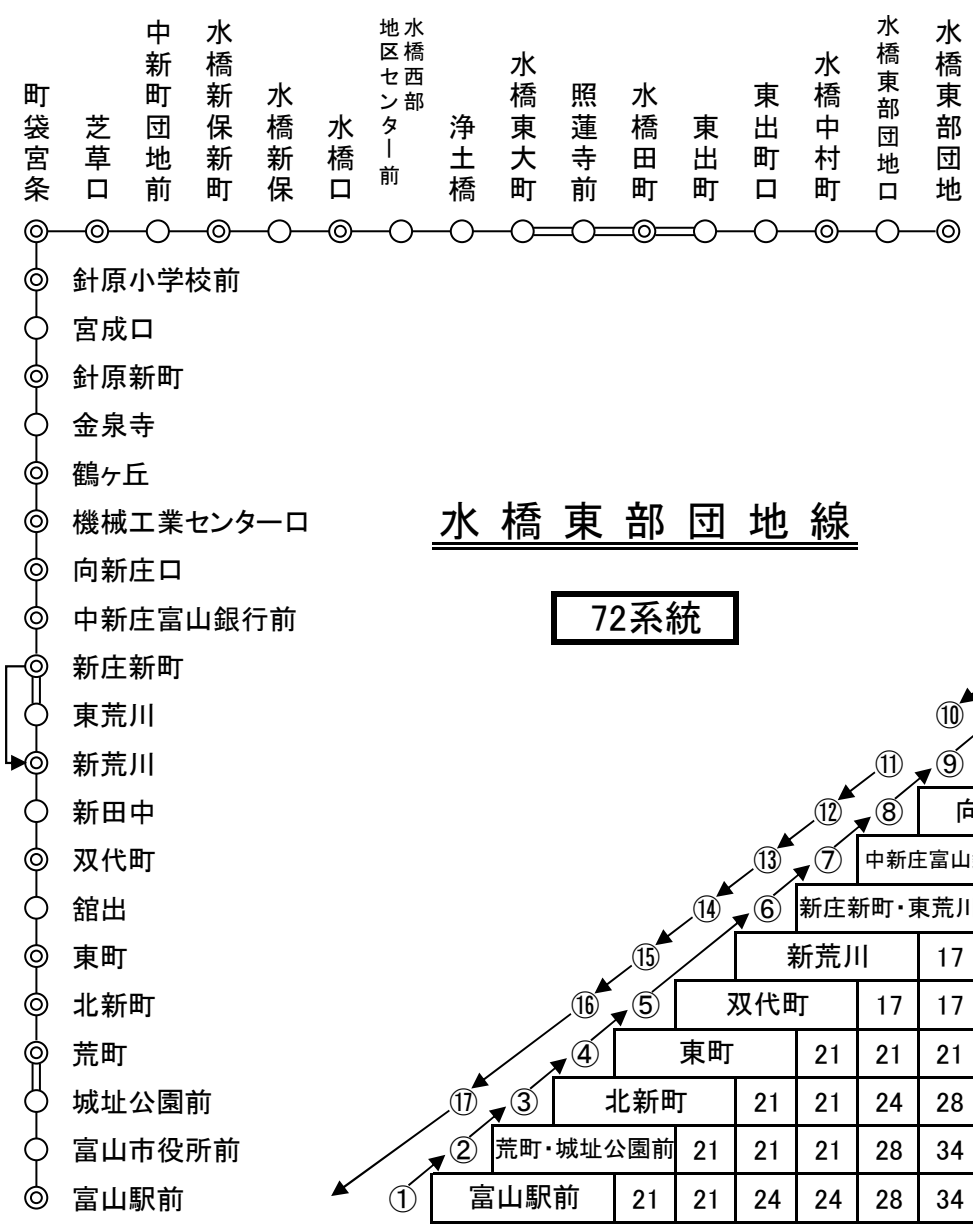 町袋宮条
芝草口
中新町団地前
水橋新保新町
水橋新保
水橋口
水橋西部
地区センター前
浄土橋
水橋東大町
照蓮寺前
水橋田町
東出町
東出町口
水橋中村町
水橋東部団地口
水橋東部団地
針原小学校前
宮成口
針原新町
金泉寺
鶴ヶ丘
機械工業センター口
向新庄口
中新庄富山銀行前
新庄新町
東荒川
新荒川
新田中
双代町
舘出
東町
北新町
荒町
城址公園前
富山市役所前
富山駅前
水橋東部団地線
72系統
⑩
⑪ ⑨
⑫ ⑧ 向
⑬ ⑦ 中新庄富山
⑭ ⑥ 新庄新町・東荒川
⑮ 新荒川 17
⑯ ⑤ 双代町 17 17
④ 東町 21 21 21
⑰ ③ 北新町 21 21 24 28
② 荒町・城址公園前 21 21 21 28 34
① 富山駅前 21 21 24 24 28 34